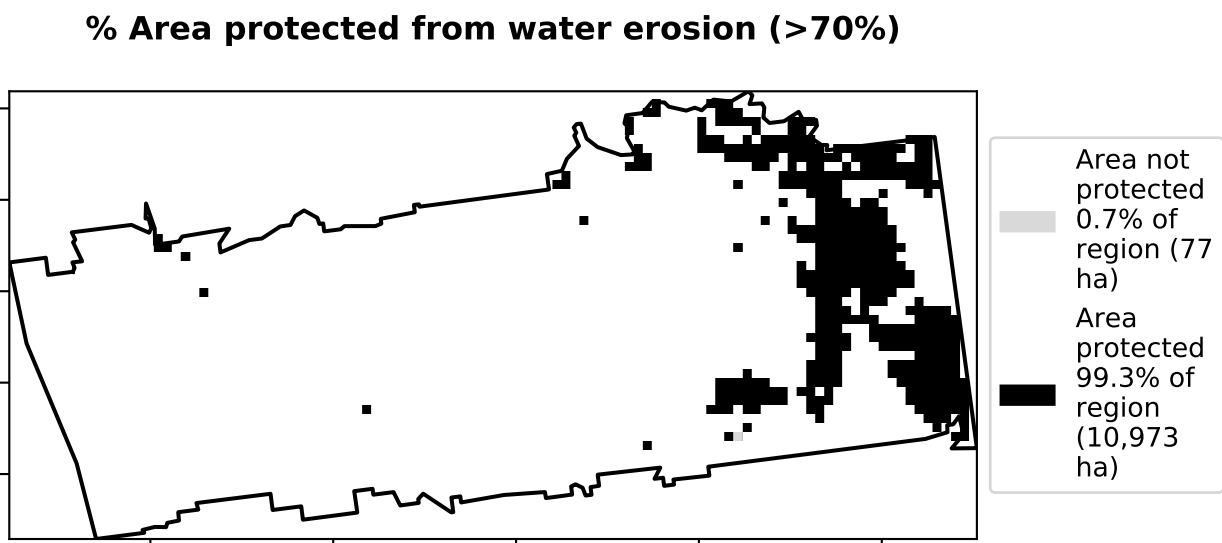 % Area protected from water erosion (>70%)
Area not
protected
0.7% of
region (77
ha)
Area
protected
99.3% of
region
(10,973
ha)